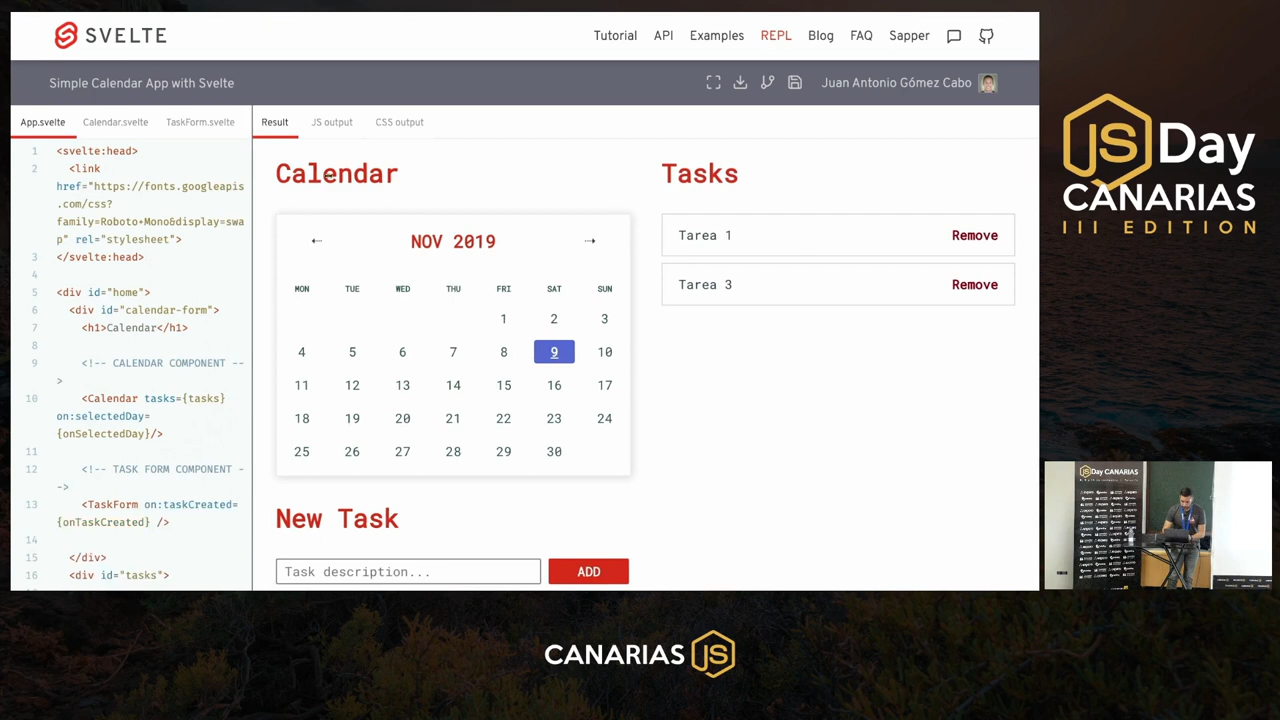 SVELTE
Tutorial API Examples REPL Blog FAQ Sapper
Simple Calendar App with Svelte
Juan Antonio Gómez Cabo
App.svelte Calendar.svelte TaskForm.svelte
Result JS output CSS output
1 <svelte:head>
2 <link
href="https://fonts.googleapis
.com/css?
family=Roboto+Mono&display=swa
p" rel="stylesheet">
3 </svelte:head>
4
5 <div id="home">
6 <div id="calendar-form">
7 <h1>Calendar</h1>
8
9 <!-- CALENDAR COMPONENT --
>
10 <Calendar tasks={tasks}
on:selectedDay=
{onSelectedDay}/>
11
12 <!-- TASK FORM COMPONENT -
->
13 <TaskForm on:taskCreated=
{onTaskCreated} />
14
15 </div>
16 <div id="tasks">
Calendar
← NOV 2019 →
MON TUE WED THU FRI SAT SUN
1 2 3
4 5 6 7 8 9 10
11 12 13 14 15 16 17
18 19 20 21 22 23 24
25 26 27 28 29 30
New Task
Task description... ADD
Tasks
Tarea 1 Remove
Tarea 3 Remove
JS Day
CANARIAS
III EDITION
JSDay CANARIAS
CANARIAS JS